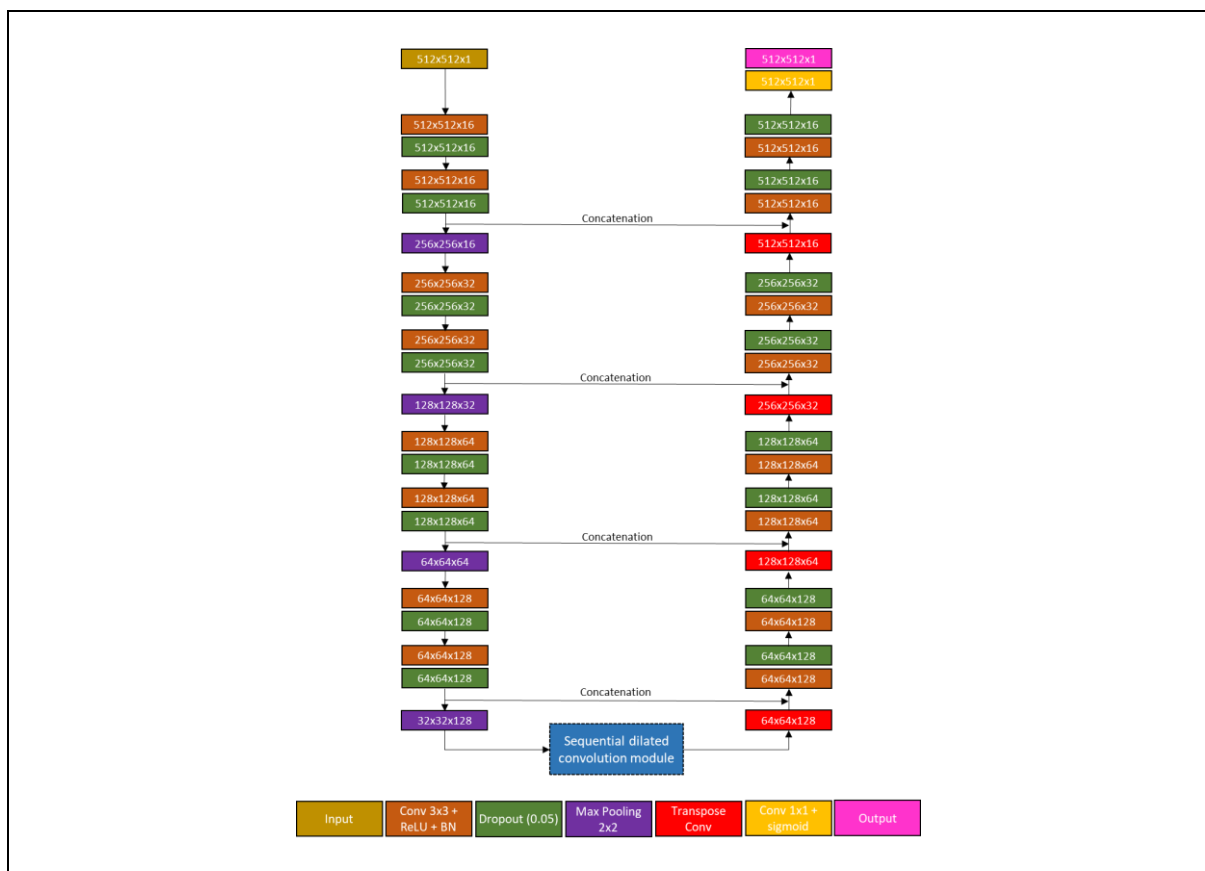 512x512x1
512x512x16
512x512x16
512x512x16
512x512x16
256x256x16
256x256x32
256x256x32
256x256x32
256x256x32
128x128x32
128x128x64
128x128x64
128x128x64
128x128x64
64x64x64
64x64x128
64x64x128
64x64x128
64x64x128
32x32x128
Concatenation
Concatenation
Concatenation
Concatenation
Sequential dilated
convolution module
512x512x1
512x512x1
512x512x16
512x512x16
512x512x16
512x512x16
512x512x16
256x256x32
256x256x32
256x256x32
256x256x32
256x256x32
128x128x64
128x128x64
128x128x64
128x128x64
128x128x64
64x64x128
64x64x128
64x64x128
64x64x128
64x64x128
Input
Conv 3x3 +
ReLU + BN
Dropout (0.05)
Max Pooling
2x2
Transpose
Conv
Conv 1x1 +
sigmoid
Output